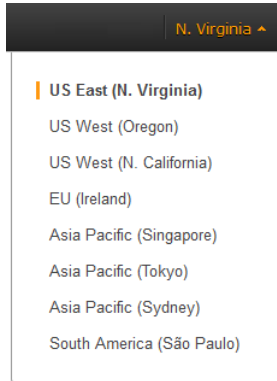 N. Virginia
US East (N. Virginia)
US West (Oregon)
US West (N. California)
EU (Ireland)
Asia Pacific (Singapore)
Asia Pacific (Tokyo)
Asia Pacific (Sydney)
South America (São Paulo)